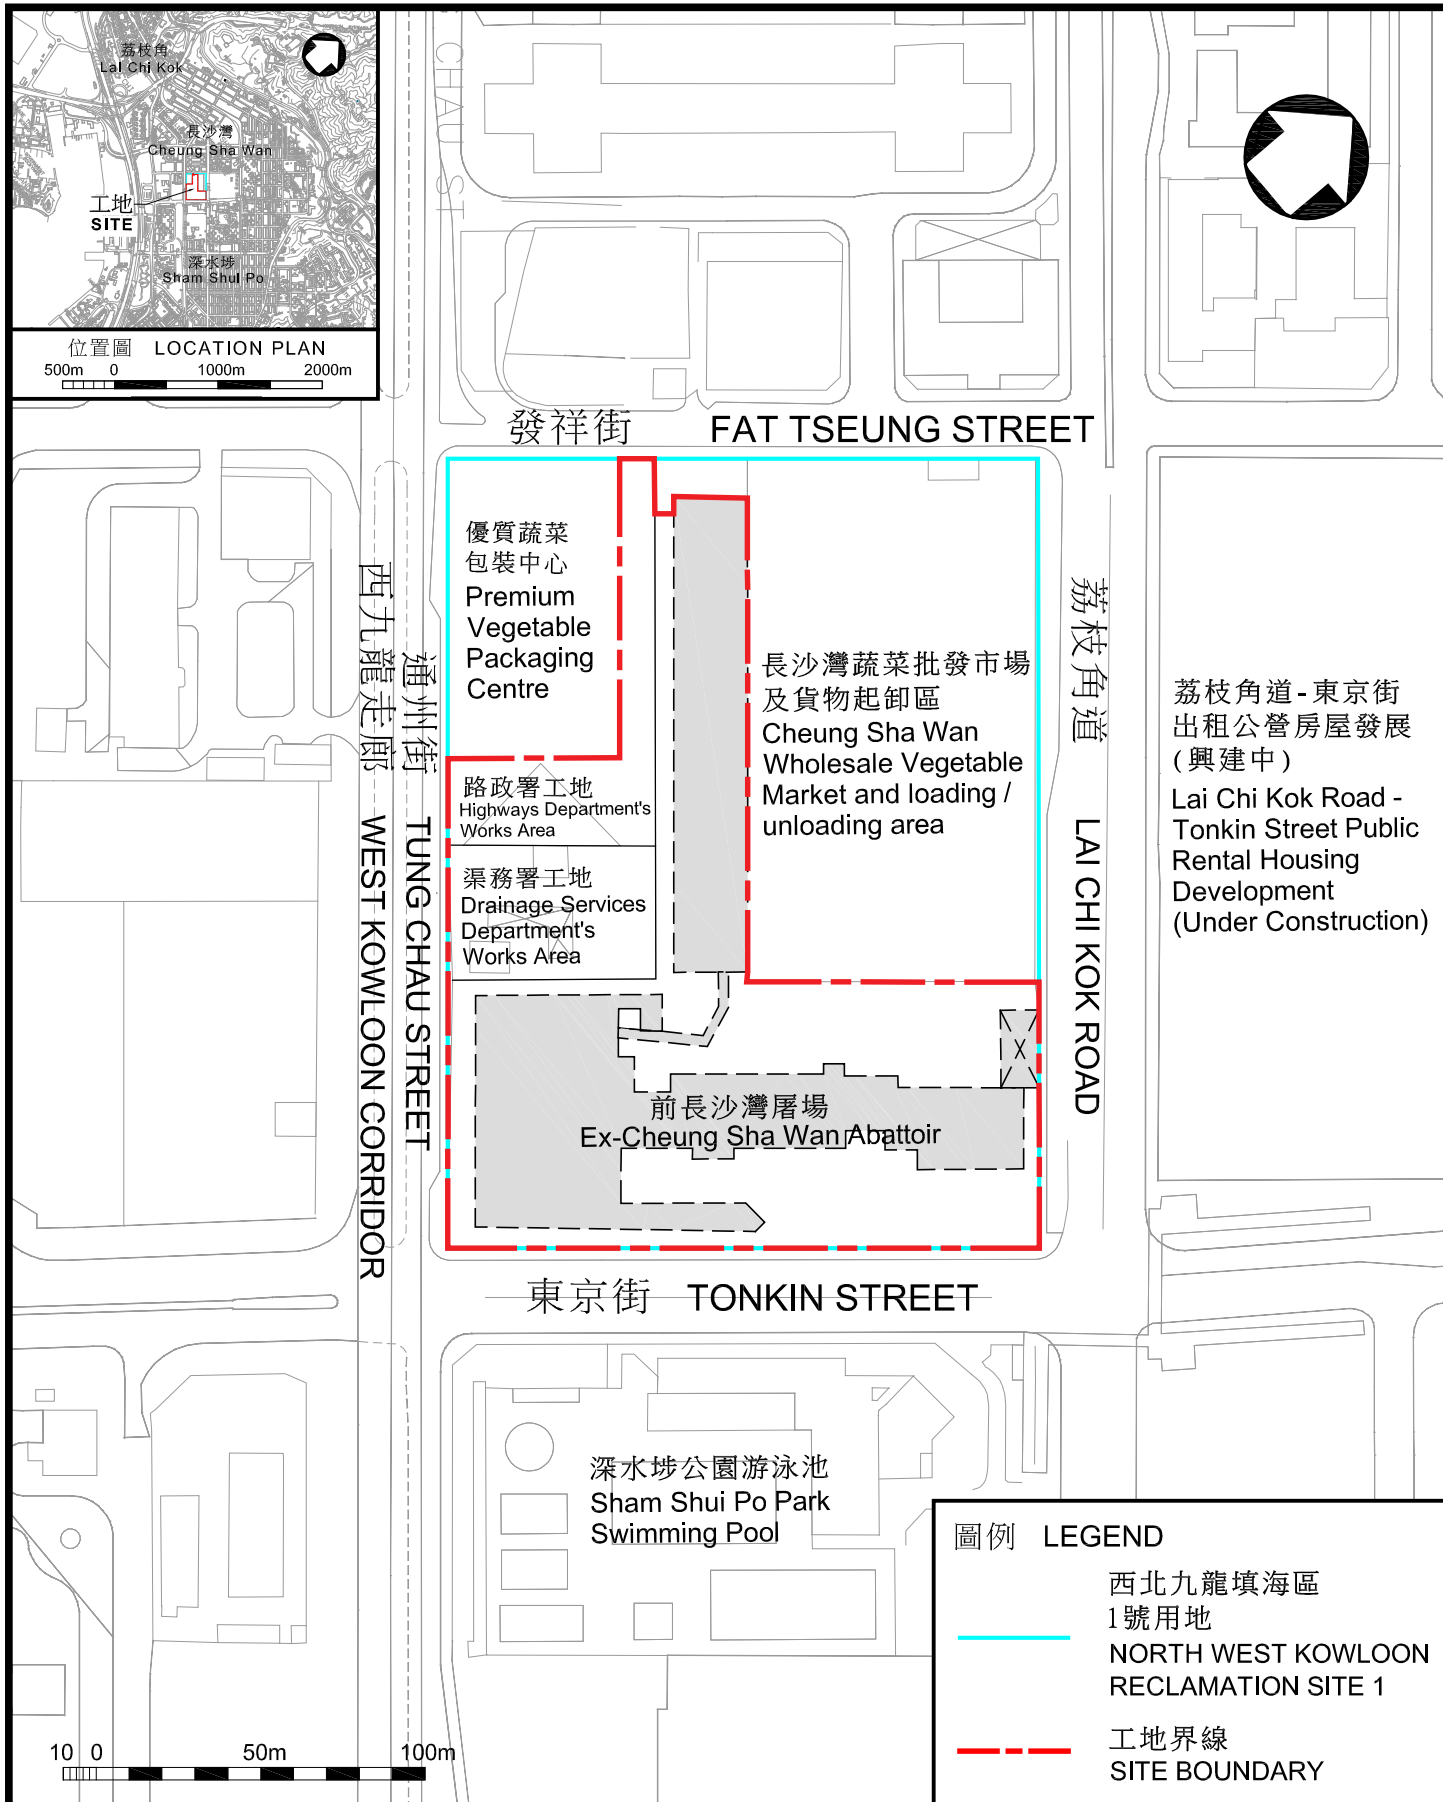 荔枝角
Lai Chi Kok
長沙灣
Cheung Sha Wan
工地
SITE
深水埗
Sham Shui Po
位置圖 LOCATION PLAN
500m 0 1000m 2000m
CHAU ST
發祥街 FAT TSEUNG STREET
優質蔬菜
包裝中心
Premium
Vegetable
Packaging
Centre
西九龍走廊
WEST KOWLOON CORRIDOR
通州街
TUNG CHAU STREET
路政署工地
Highways Department's
Works Area
渠務署工地
Drainage Services
Department's
Works Area
長沙灣蔬菜批發市場
及貨物起卸區
Cheung Sha Wan
Wholesale Vegetable
Market and loading /
unloading area
荔枝角道
LAI CHI KOK ROAD
荔枝角道-東京街
出租公營房屋發展
(興建中)
Lai Chi Kok Road -
Tonkin Street Public
Rental Housing
Development
(Under Construction)
前長沙灣屠場
Ex-Cheung Sha Wan Abattoir
東京街 TONKIN STREET
深水埗公園游泳池
Sham Shui Po Park
Swimming Pool
圖例 LEGEND
西北九龍填海區
1號用地
NORTH WEST KOWLOON
RECLAMATION SITE 1
工地界線
SITE BOUNDARY
10 0 50m 100m